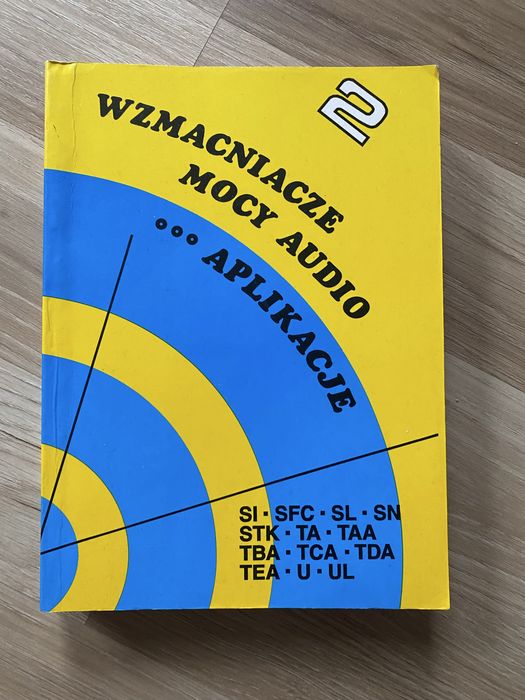 2
WZMACNIACZE
MOCY AUDIO
... APLIKACJE
SI · SFC · SL · SN
STK · TA · TAA
TBA · TCA · TDA
TEA · U · UL